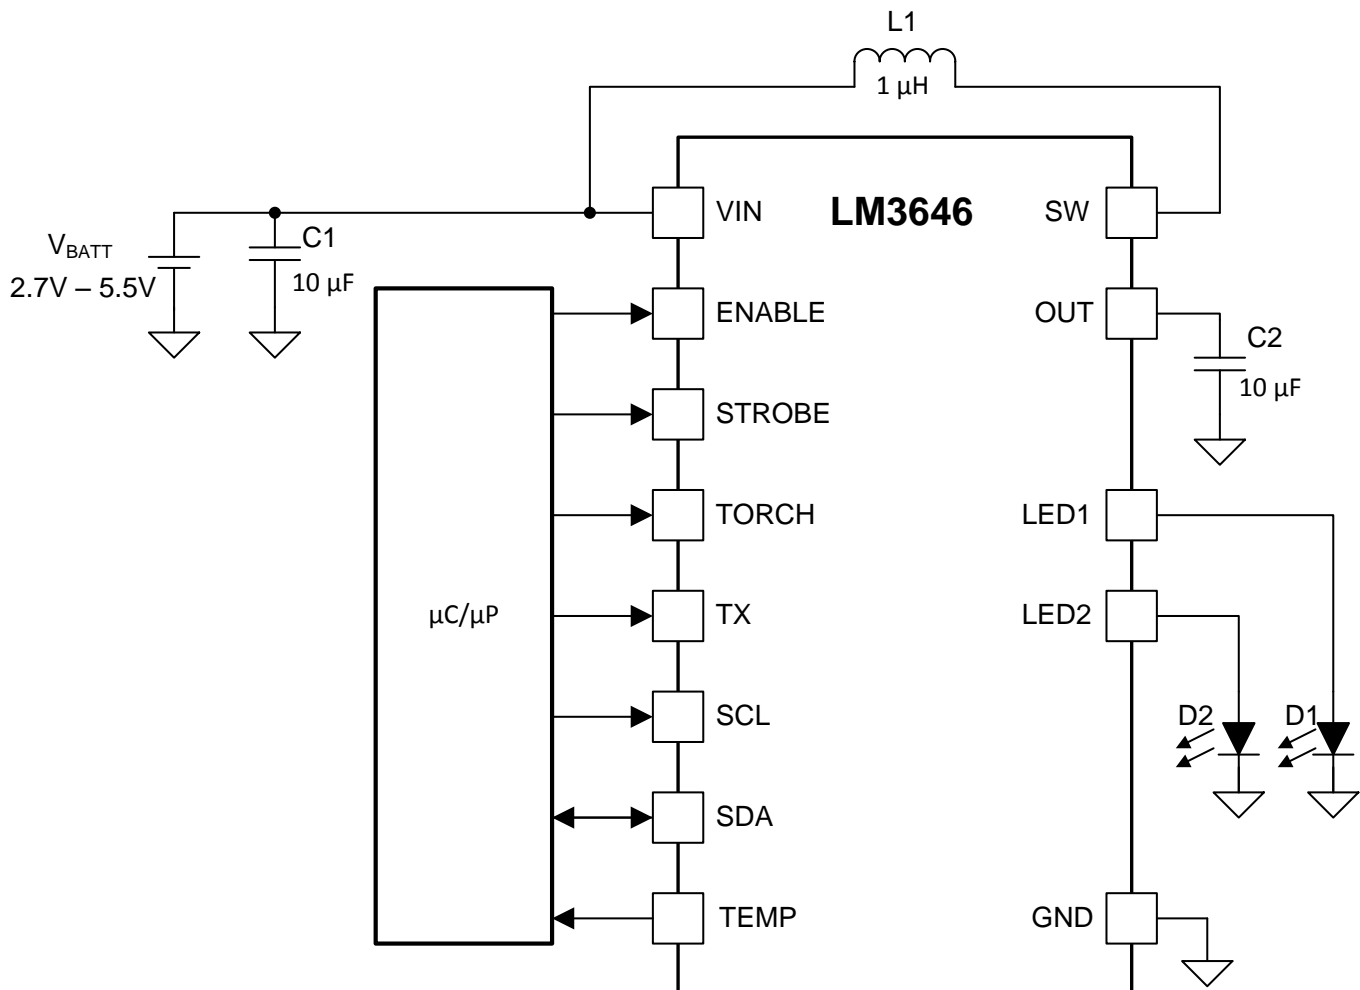 L1
1 µH
VIN
LM3646
SW
V_BATT
2.7V – 5.5V
C1
10 µF
ENABLE
OUT
C2
10 µF
STROBE
TORCH
LED1
µC/µP
TX
LED2
SCL
D2
D1
SDA
TEMP
GND